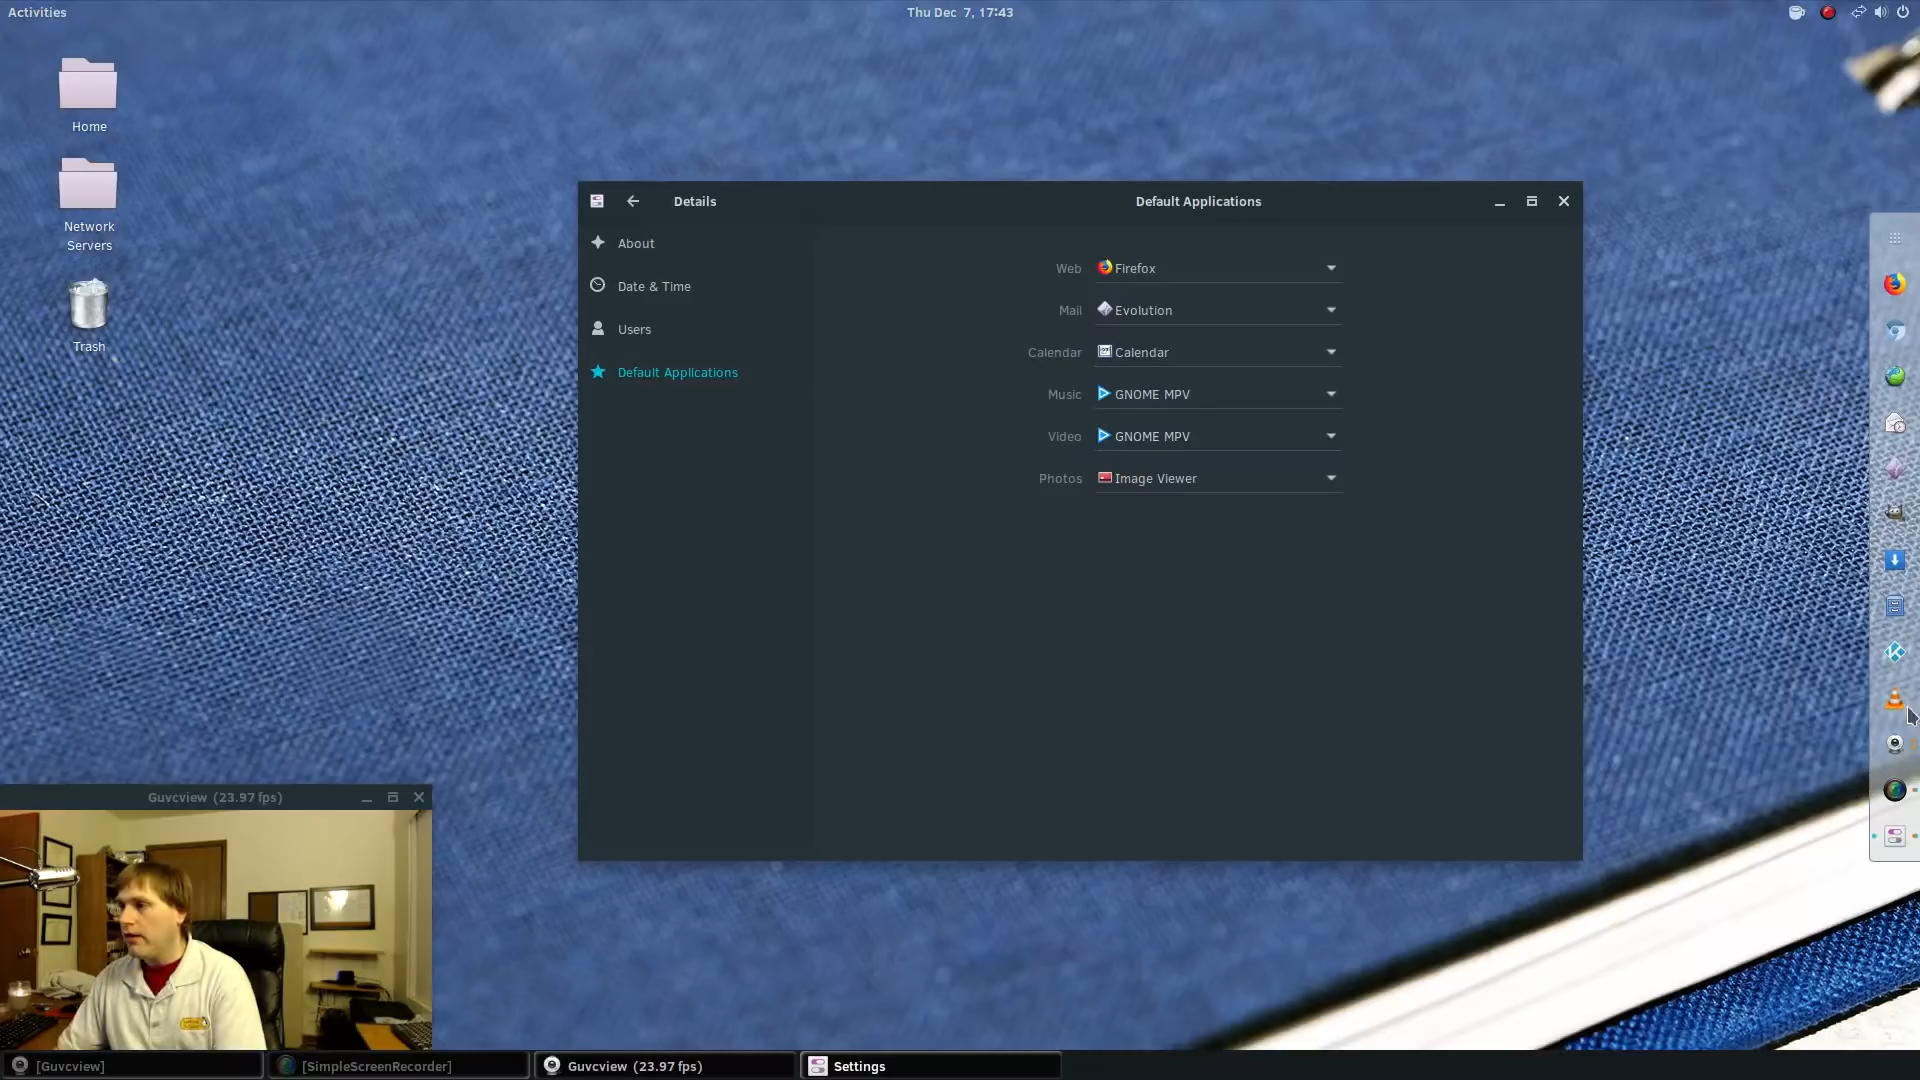 Activities
Thu Dec 7, 17:43
Home
Network
Servers
Trash
Details
Default Applications
About
Date & Time
Users
Default Applications
Web Firefox
Mail Evolution
Calendar Calendar
Music GNOME MPV
Video GNOME MPV
Photos Image Viewer
Guvcview (23.97 fps)
[Guvcview]
[SimpleScreenRecorder]
Guvcview (23.97 fps)
Settings